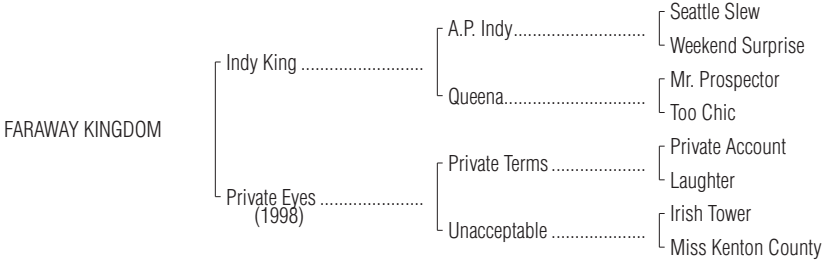 Seattle Slew
A.P. Indy..............................
Weekend Surprise
Indy King ..........................
Mr. Prospector
Queena..............................
Too Chic
FARAWAY KINGDOM
Private Account
Private Terms ....................
Laughter
Private Eyes ......................
(1998)
Irish Tower
Unacceptable ....................
Miss Kenton County